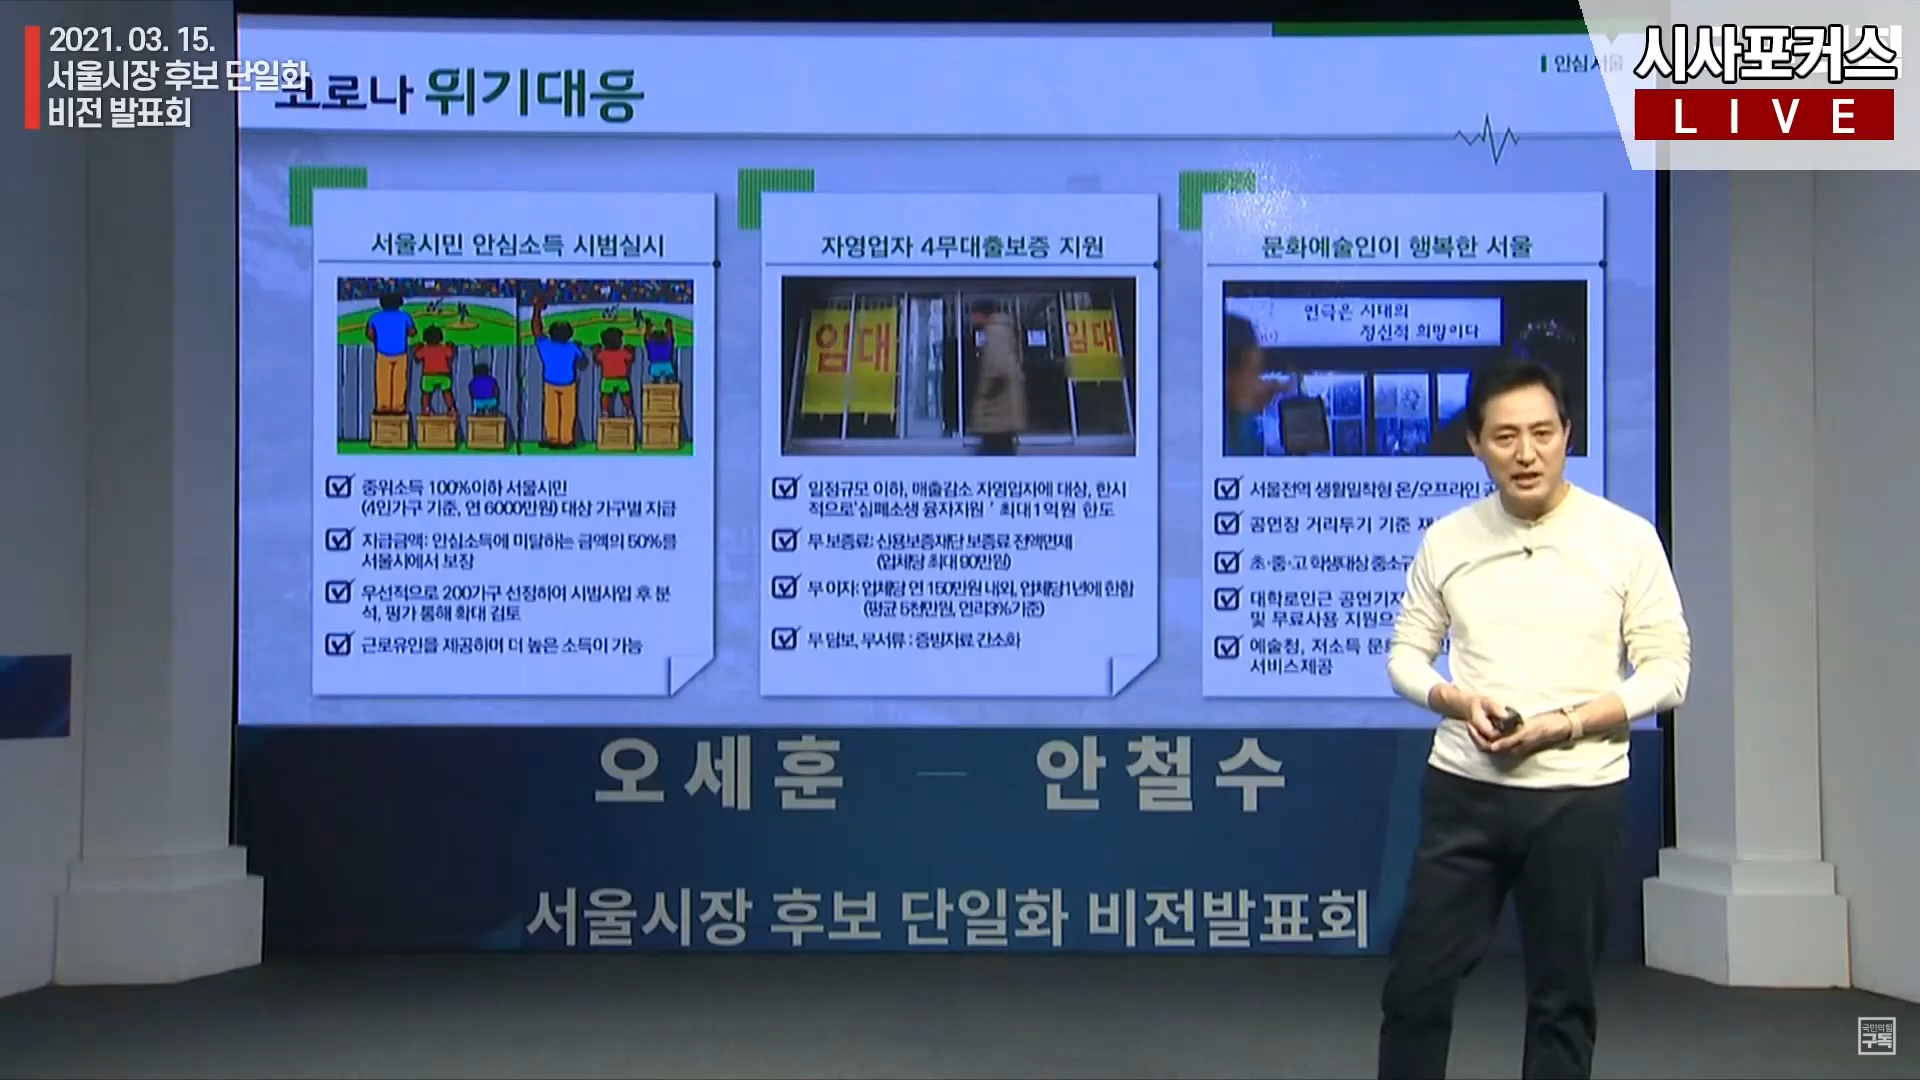 2021. 03. 15.
서울시장 후보 단일화
비전 발표회
시사포커스
LIVE
안심서울
코로나 위기대응
서울시민 안심소득 시범실시
중위소득 100%이하 서울시민
(4인가구 기준, 연 6000만원) 대상 가구별 지급
지급금액: 안심소득에 미달하는 금액의 50%를
서울시에서 보장
우선적으로 200가구 선정하여 시범사업 후 분
석, 평가 통해 확대 검토
근로유인을 제공하며 더 높은 소득이 가능
자영업자 4무대출보증 지원
임대
임대
일정규모 이하, 매출감소 자영업자에 대상, 한시
적으로'심폐소생 융자지원 ' 최대1억원 한도
무 보증료: 신용보증재단 보증료 전액면제
(업체당 최대 90만원)
무 이자: 업체당 연 150만원 내외, 업체당1년에 한함
(평균 5천만원, 연리3%기준)
무 담보, 무서류 : 증빙자료 간소화
문화예술인이 행복한 서울
연극은 시대의
정신적 희망이다
서울전역 생활밀착형 온/오프라인
공연장 거리두기 기준
초·중·고 학생대상 중소
대학로인근 공연기
및 무료사용 지원으
예술청, 저소득 문화
서비스제공
오세훈 — 안철수
서울시장 후보 단일화 비전발표회
국민의힘
구독